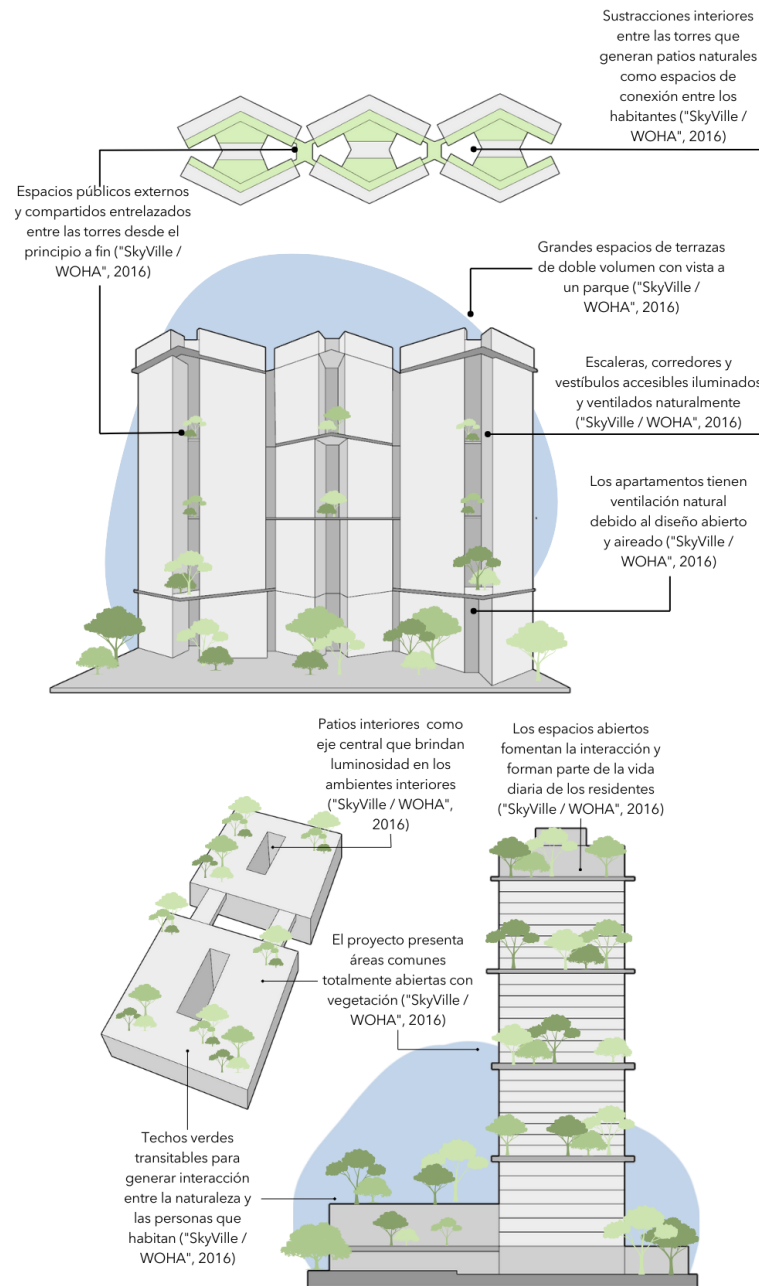 Sustracciones interiores
entre las torres que
generan patios naturales
como espacios de
conexión entre los
habitantes ("SkyVille /
WOHA", 2016)
Espacios públicos externos
y compartidos entrelazados
entre las torres desde el
principio a fin ("SkyVille /
WOHA", 2016)
Grandes espacios de terrazas
de doble volumen con vista a
un parque ("SkyVille /
WOHA", 2016)
Escaleras, corredores y
vestíbulos accesibles iluminados
y ventilados naturalmente
("SkyVille / WOHA", 2016)
Los apartamentos tienen
ventilación natural
debido al diseño abierto
y aireado ("SkyVille /
WOHA", 2016)
Patios interiores como
eje central que brindan
luminosidad en los
ambientes interiores
("SkyVille / WOHA",
2016)
Los espacios abiertos
fomentan la interacción y
forman parte de la vida
diaria de los residentes
("SkyVille / WOHA", 2016)
El proyecto presenta
áreas comunes
totalmente abiertas con
vegetación ("SkyVille /
WOHA", 2016)
Techos verdes
transitables para
generar interacción
entre la naturaleza y
las personas que
habitan ("SkyVille /
WOHA", 2016)